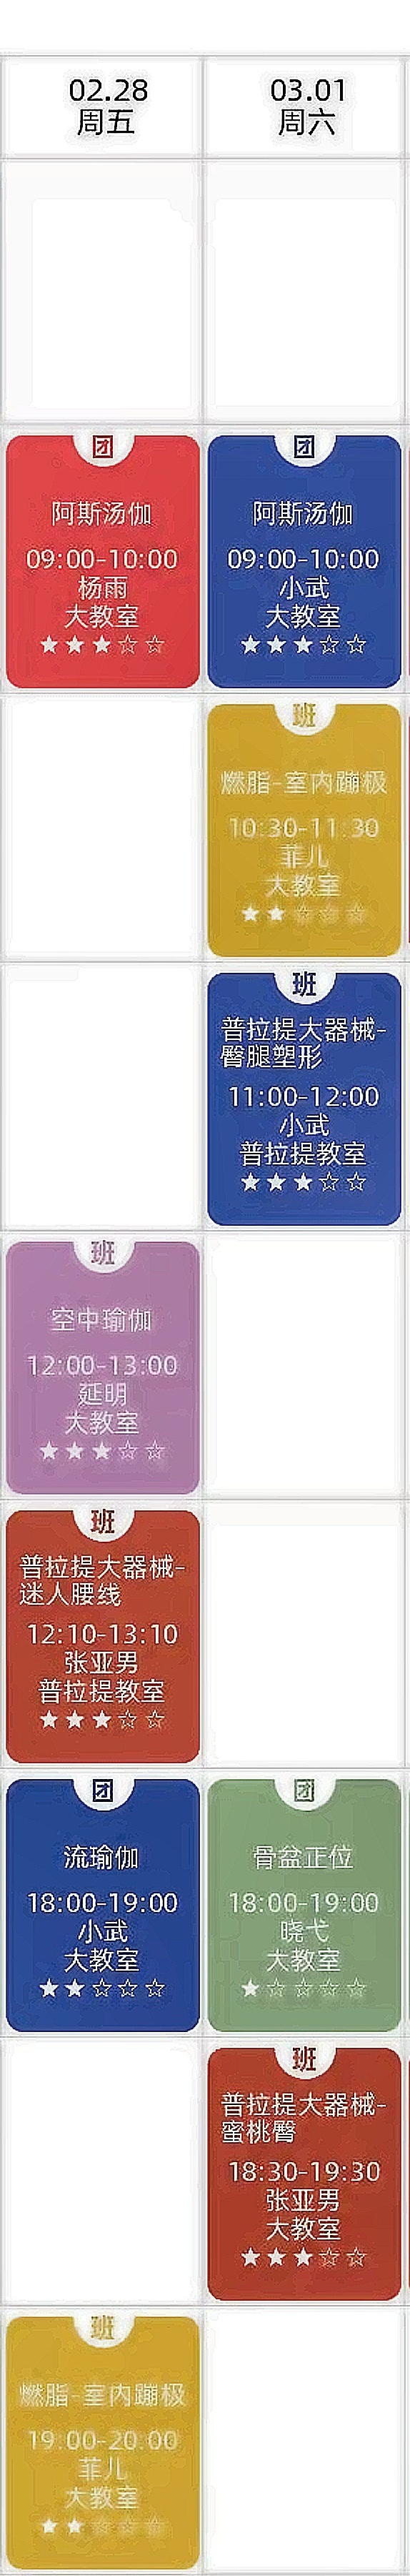 02.28
周五
03.01
周六
团
阿斯汤伽
09:00-10:00
杨雨
大教室
★★★☆☆
团
阿斯汤伽
09:00-10:00
小武
大教室
★★★☆☆
班
燃脂-室内蹦极
10:30-11:30
菲儿
大教室
★★☆☆☆
班
普拉提大器械-
臀腿塑形
11:00-12:00
小武
普拉提教室
★★★☆☆
班
空中瑜伽
12:00-13:00
延明
大教室
★★★☆☆
班
普拉提大器械-
迷人腰线
12:10-13:10
张亚男
普拉提教室
★★★☆☆
团
流瑜伽
18:00-19:00
小武
大教室
★★☆☆☆
团
骨盆正位
18:00-19:00
晓弋
大教室
★☆☆☆☆
班
普拉提大器械-
蜜桃臀
18:30-19:30
张亚男
大教室
★★★☆☆
班
燃脂-室内蹦极
19:00-20:00
菲儿
大教室
★★☆☆☆